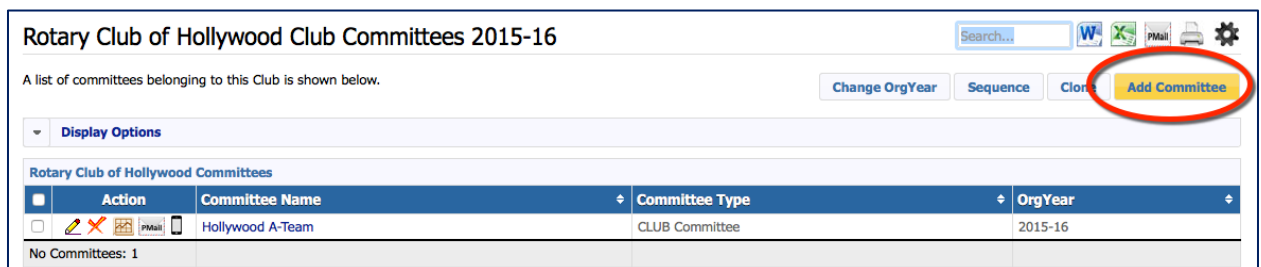 Rotary Club of Hollywood Club Committees 2015-16
Search...
W
X
PMail
A list of committees belonging to this Club is shown below.
Change OrgYear Sequence Clone Add Committee
Display Options
Rotary Club of Hollywood Committees
Action Committee Name Committee Type OrgYear
PMail Hollywood A-Team CLUB Committee 2015-16
No Committees: 1